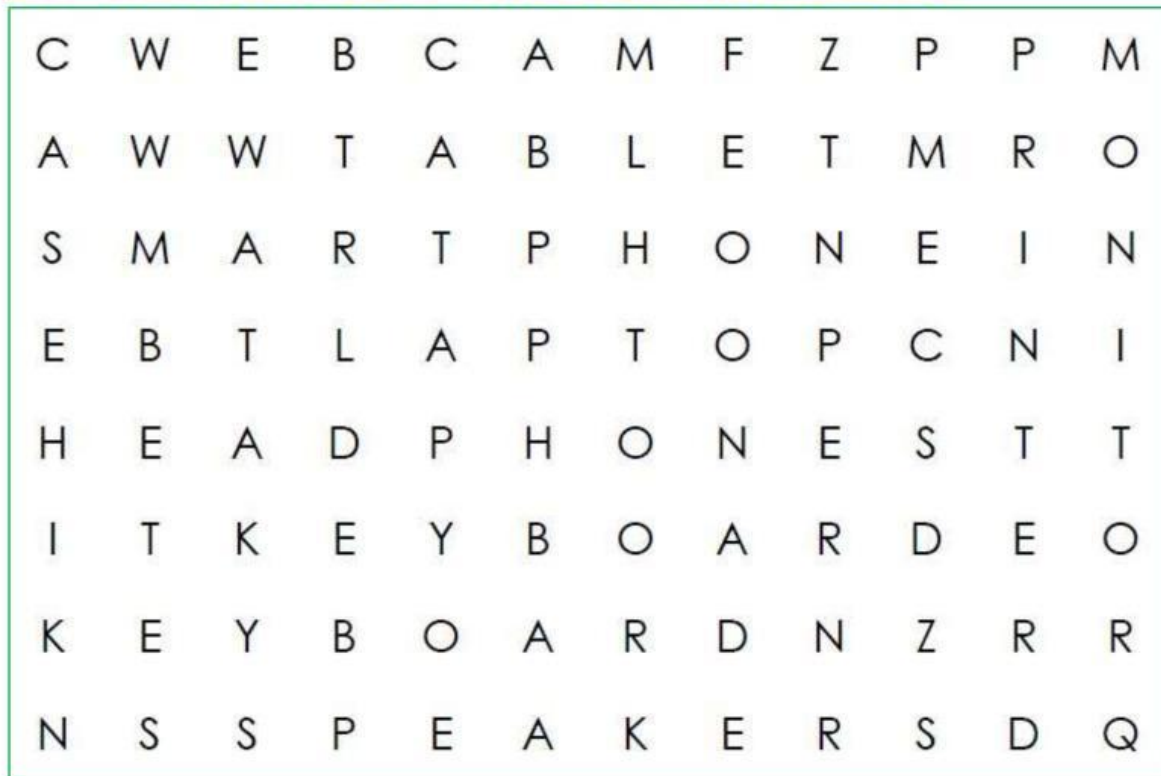 C W E B C A M F Z P P M
A W W T A B L E T M R O
S M A R T P H O N E I N
E B T L A P T O P C N I
H E A D P H O N E S T T
I T K E Y B O A R D E O
K E Y B O A R D N Z R R
N S S P E A K E R S D Q